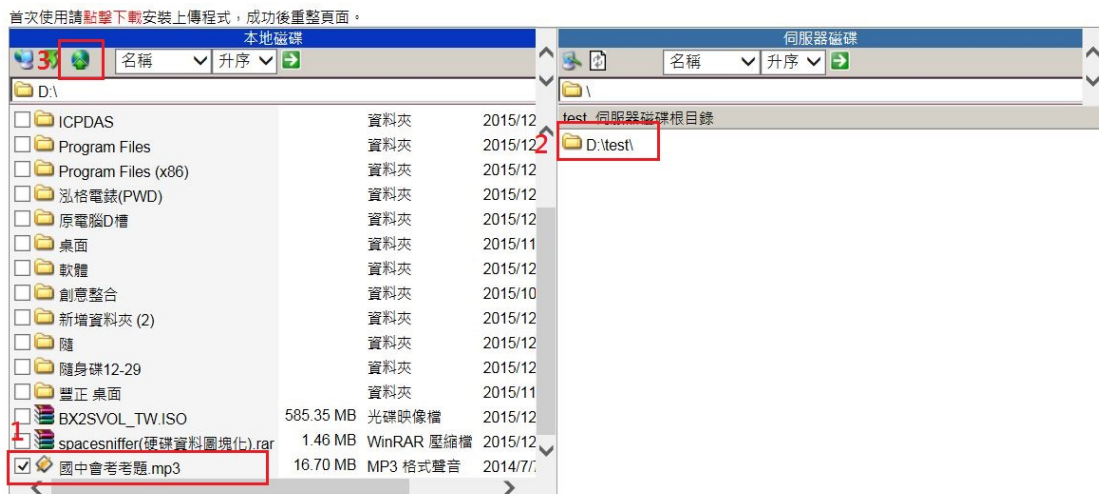 首次使用請點擊下載安裝上傳程式,成功後重整頁面。
本地磁碟
3
名稱 升序
D:\
ICPDAS 資料夾 2015/12
Program Files 資料夾 2015/12
Program Files (x86) 資料夾 2015/12
泓格電錶(PWD) 資料夾 2015/12
原電腦D槽 資料夾 2015/12
桌面 資料夾 2015/11
軟體 資料夾 2015/12
創意整合 資料夾 2015/10
新增資料夾 (2) 資料夾 2015/12
隨 資料夾 2015/12
隨身碟12-29 資料夾 2015/12
豐正 桌面 資料夾 2015/11
BX2SVOL_TW.ISO 585.35 MB 光碟映像檔 2015/12
1
spacesniffer(硬碟資料圖塊化).rar 1.46 MB WinRAR 壓縮檔 2015/12
國中會考考題.mp3 16.70 MB MP3 格式聲音 2014/7/
伺服器磁碟
名稱 升序
\
test 伺服器磁碟根目錄
2
D:\test\